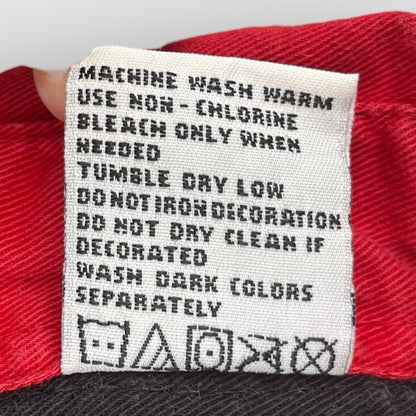 MACHINE WASH WARM
USE NON-CHLORINE
BLEACH ONLY WHEN
NEEDED
TUMBLE DRY LOW
DO NOT IRON DECORATION
DO NOT DRY CLEAN IF
DECORATED
WASH DARK COLORS
SEPARATELY